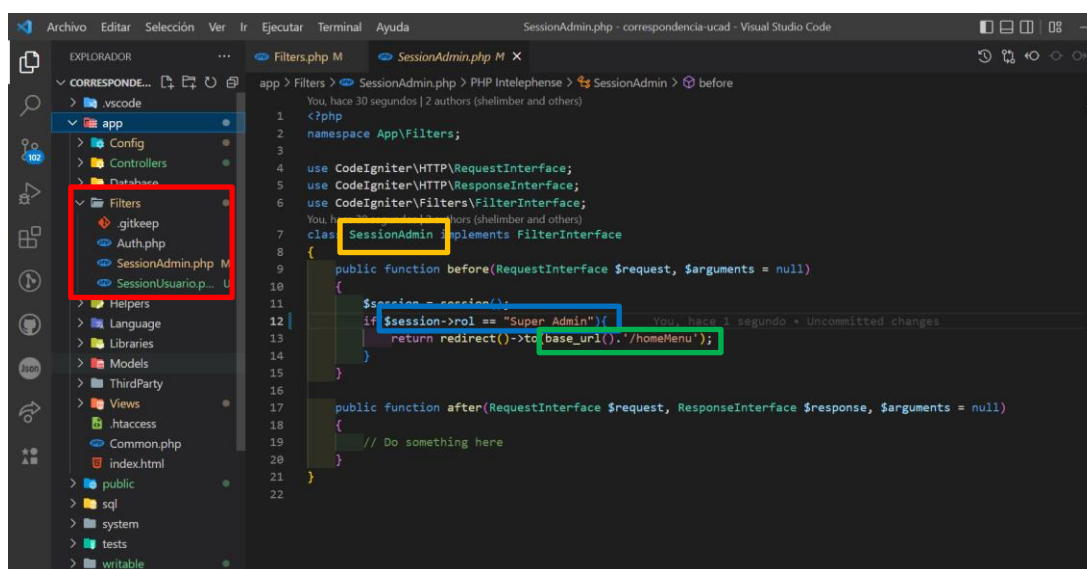 Archivo Editar Selección Ver Ir Ejecutar Terminal Ayuda SessionAdmin.php - correspondencia-ucad - Visual Studio Code
EXPLORADOR ...
CORRESPONDE...
.vscode
app
Config
Controllers
Database
Filters
.gitkeep
Auth.php
SessionAdmin.php M
SessionUsuario.p... U
Helpers
Language
Libraries
Models
ThirdParty
Views
.htaccess
Common.php
index.html
public
sql
system
tests
writable
102
Json
Filters.php M SessionAdmin.php M X
app > Filters > SessionAdmin.php > PHP Intelephense > SessionAdmin > before
You, hace 30 segundos | 2 authors (shelimber and others)
1 <?php
2 namespace App\Filters;
3
4 use CodeIgniter\HTTP\RequestInterface;
5 use CodeIgniter\HTTP\ResponseInterface;
6 use CodeIgniter\Filters\FilterInterface;
You, hace 30 segundos | 2 authors (shelimber and others)
7 class SessionAdmin implements FilterInterface
8 {
9 public function before(RequestInterface $request, $arguments = null)
10 {
11 $session = session();
12 if $session->rol == "Super Admin"){ You, hace 1 segundo • Uncommitted changes
13 return redirect()->to(base_url().'/homeMenu');
14 }
15 }
16
17 public function after(RequestInterface $request, ResponseInterface $response, $arguments = null)
18 {
19 // Do something here
20 }
21 }
22